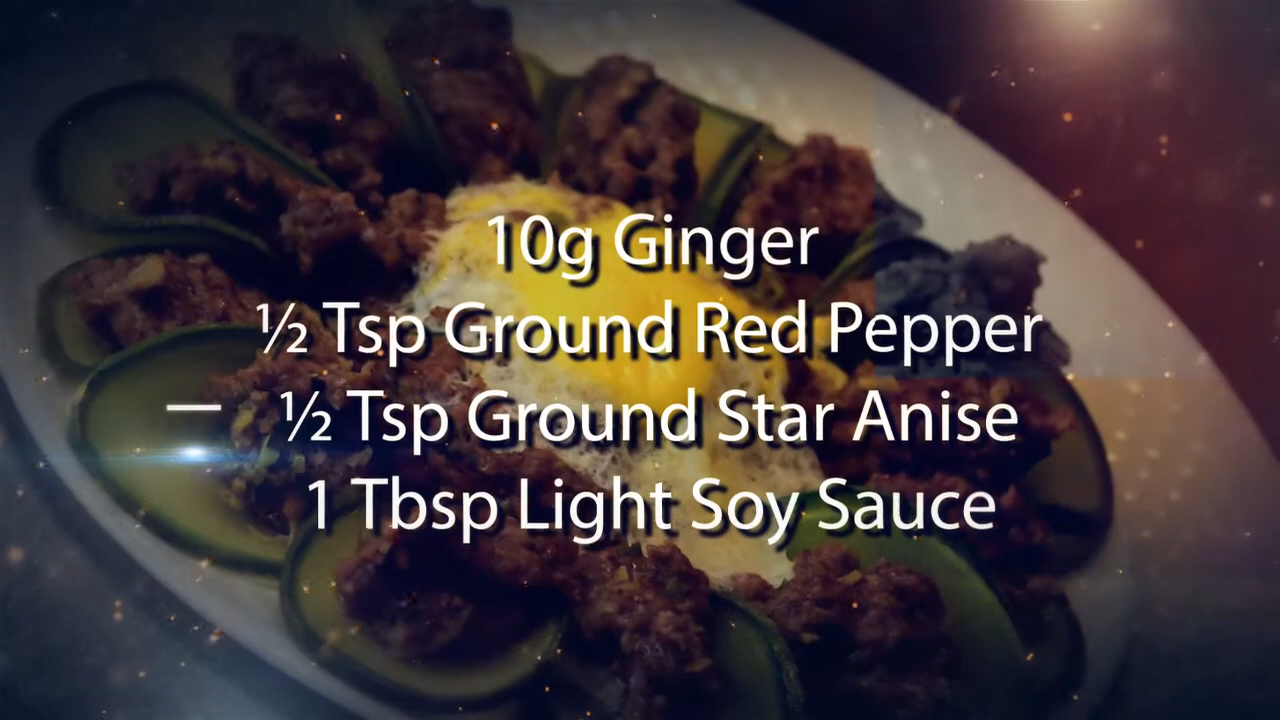 10g Ginger
½ Tsp Ground Red Pepper
½ Tsp Ground Star Anise
1 Tbsp Light Soy Sauce